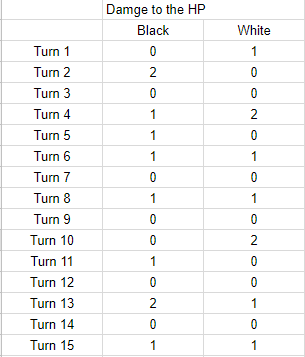 Damge to the HP
Black White
Turn 1 0 1
Turn 2 2 0
Turn 3 0 0
Turn 4 1 2
Turn 5 1 0
Turn 6 1 1
Turn 7 0 0
Turn 8 1 1
Turn 9 0 0
Turn 10 0 2
Turn 11 1 0
Turn 12 0 0
Turn 13 2 1
Turn 14 0 0
Turn 15 1 1